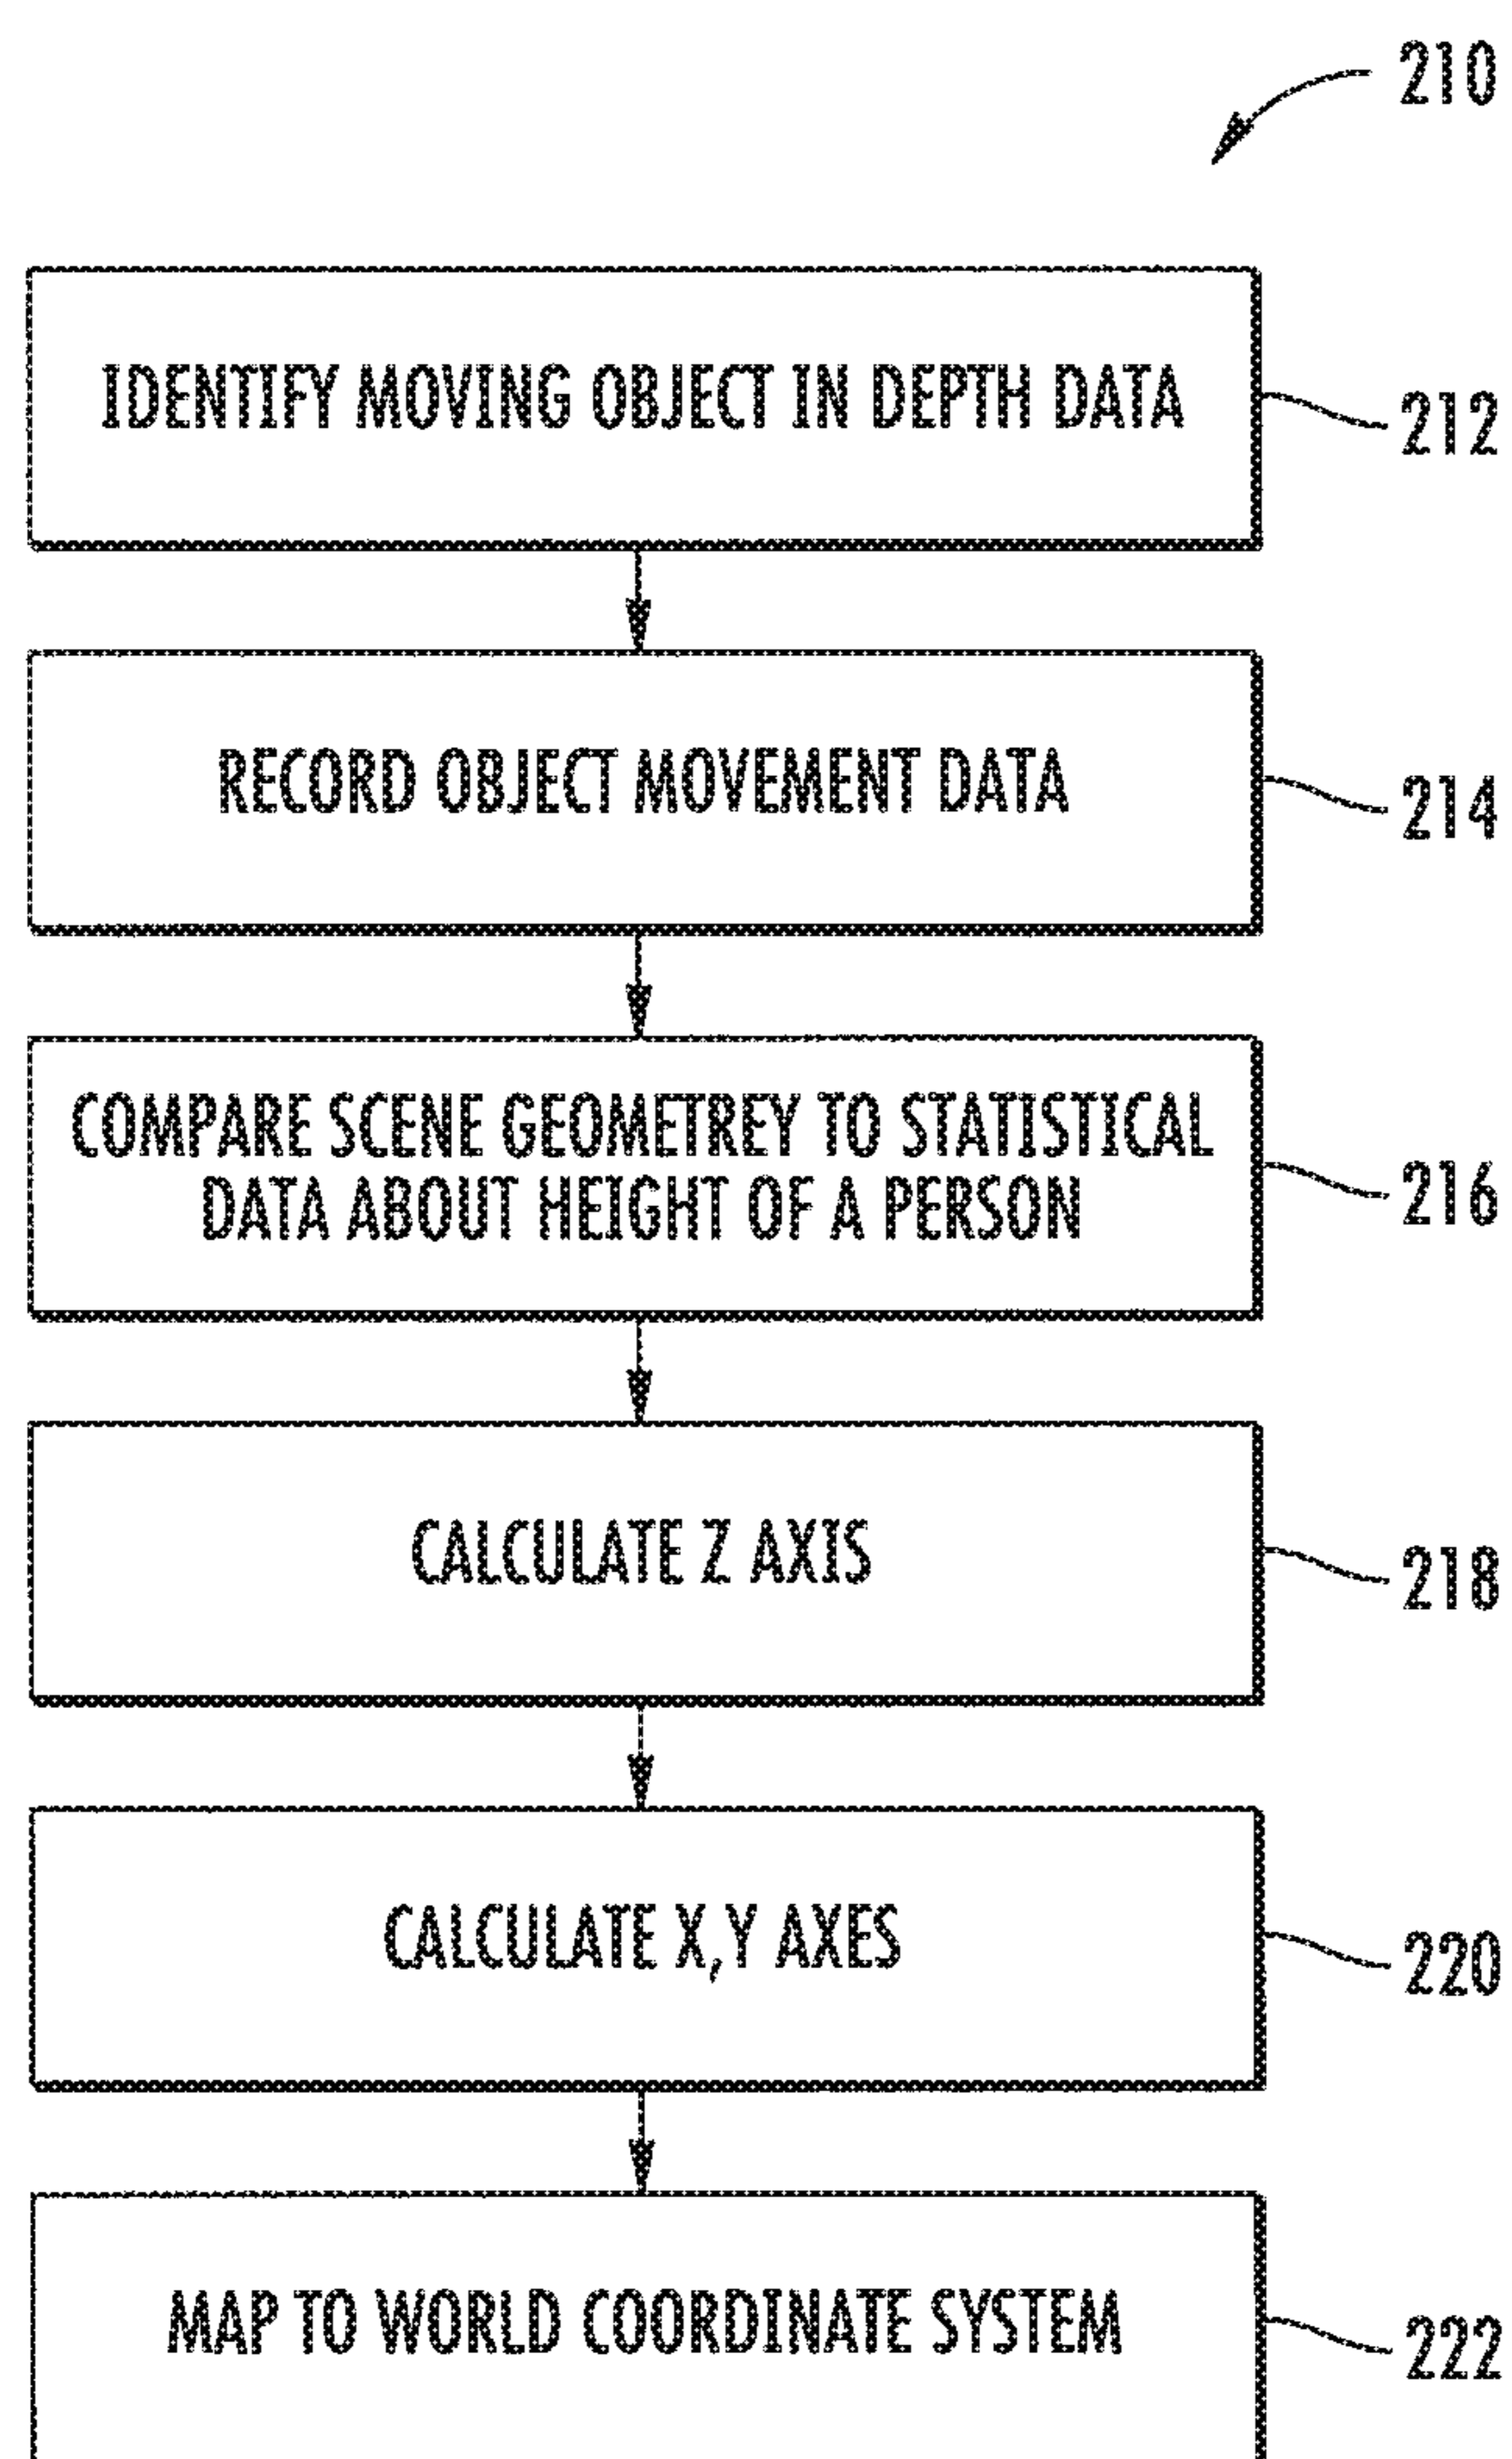 210
IDENTIFY MOVING OBJECT IN DEPTH DATA
212
RECORD OBJECT MOVEMENT DATA
214
COMPARE SCENE GEOMETREY TO STATISTICAL
DATA ABOUT HEIGHT OF A PERSON
216
CALCULATE Z AXIS
218
CALCULATE X,Y AXES
220
MAP TO WORLD COORDINATE SYSTEM
222